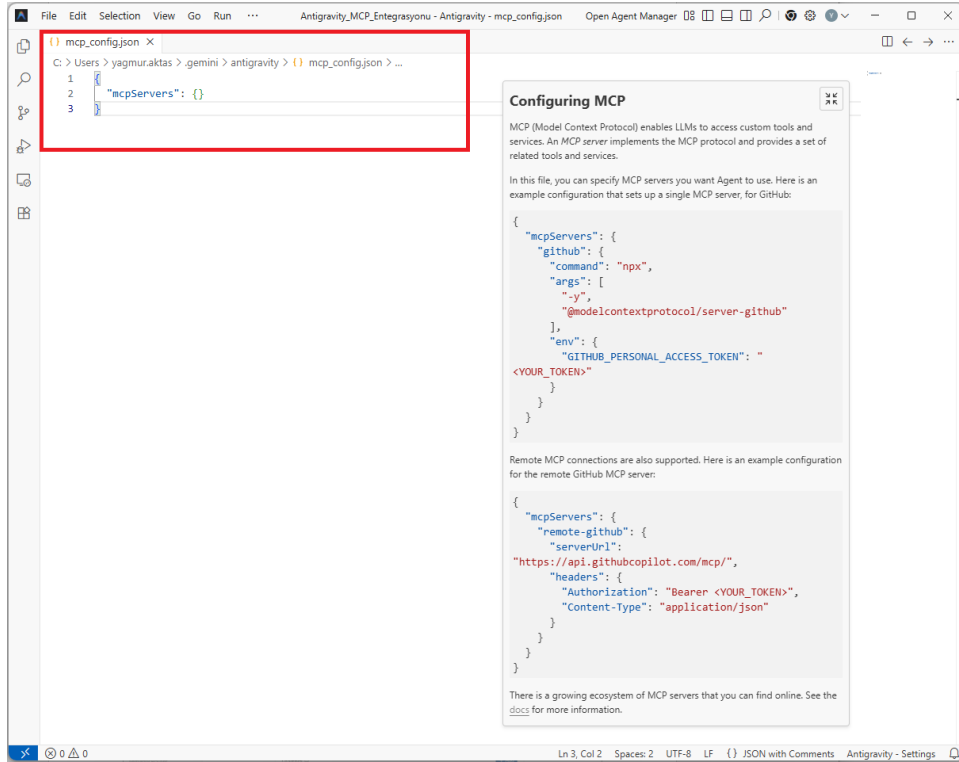 File Edit Selection View Go Run ··· Antigravity_MCP_Entegrasyonu - Antigravity - mcp_config.json Open Agent Manager
{} mcp_config.json ×
C: > Users > yagmur.aktas > .gemini > antigravity > {} mcp_config.json > ...
1 {
2 "mcpServers": {}
3 }
Configuring MCP
MCP (Model Context Protocol) enables LLMs to access custom tools and
services. An MCP server implements the MCP protocol and provides a set of
related tools and services.
In this file, you can specify MCP servers you want Agent to use. Here is an
example configuration that sets up a single MCP server, for GitHub:
{
"mcpServers": {
"github": {
"command": "npx",
"args": [
"-y",
"@modelcontextprotocol/server-github"
],
"env": {
"GITHUB_PERSONAL_ACCESS_TOKEN": "
<YOUR_TOKEN>"
}
}
}
}
Remote MCP connections are also supported. Here is an example configuration
for the remote GitHub MCP server:
{
"mcpServers": {
"remote-github": {
"serverUrl":
"https://api.githubcopilot.com/mcp/",
"headers": {
"Authorization": "Bearer <YOUR_TOKEN>",
"Content-Type": "application/json"
}
}
}
}
There is a growing ecosystem of MCP servers that you can find online. See the
docs for more information.
0 0 Ln 3, Col 2 Spaces: 2 UTF-8 LF {} JSON with Comments Antigravity - Settings